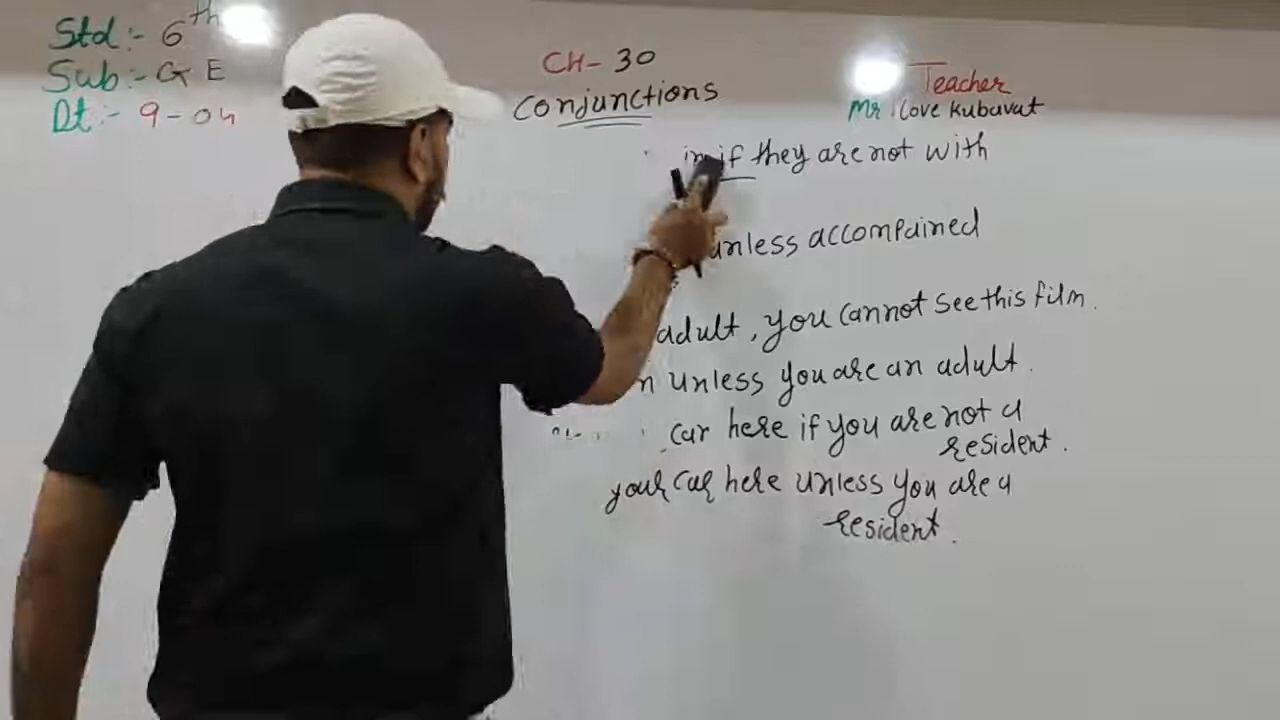 Std:- 6th
Sub:- G E
Dt:- 9-04
CH- 30
Conjunctions
Teacher
Mr. Love Kubavat
in if they are not with
unless accompained
adult, you cannot see this film.
unless you are an adult.
car here if you are not a
resident.
your car here unless you are a
resident.